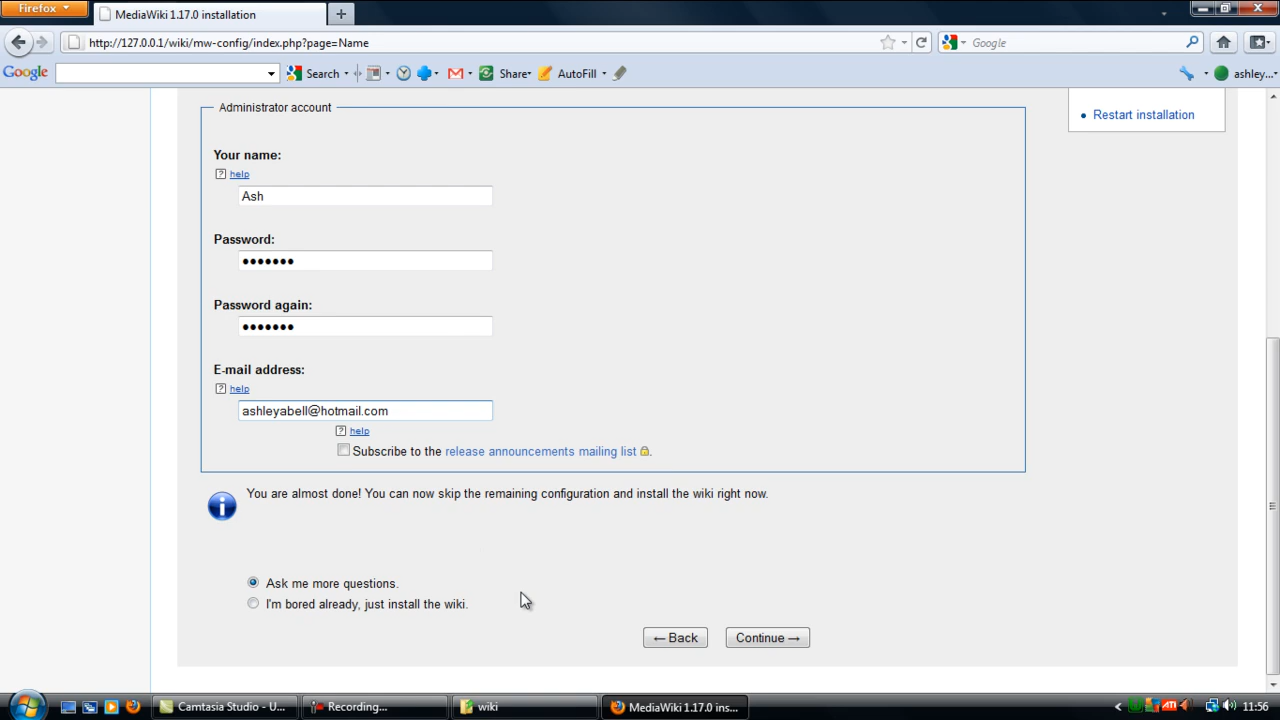 Firefox
MediaWiki 1.17.0 installation
http://127.0.0.1/wiki/mw-config/index.php?page=Name
Google
Google
Search
Share
AutoFill
ashley...
Administrator account
Restart installation
Your name:
? help
Ash
Password:
●●●●●●●
Password again:
●●●●●●●
E-mail address:
? help
ashleyabell@hotmail.com
? help
Subscribe to the release announcements mailing list .
You are almost done! You can now skip the remaining configuration and install the wiki right now.
Ask me more questions.
I'm bored already, just install the wiki.
← Back
Continue →
Camtasia Studio - U...
Recording...
wiki
MediaWiki 1.17.0 ins...
ATI
11:56